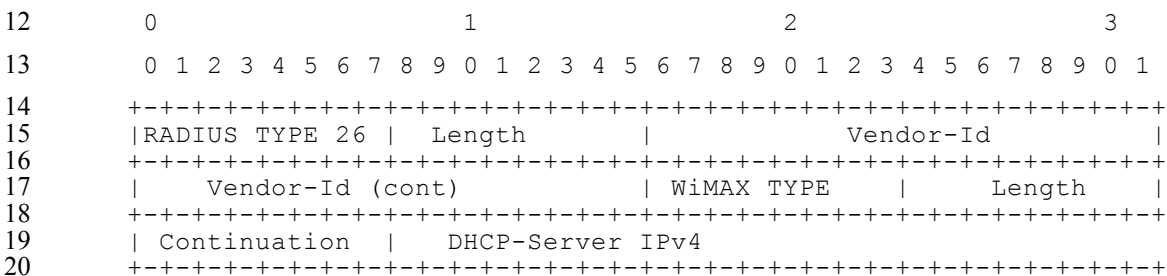 12 0 1 2 3
13 0 1 2 3 4 5 6 7 8 9 0 1 2 3 4 5 6 7 8 9 0 1 2 3 4 5 6 7 8 9 0 1
14 +-+-+-+-+-+-+-+-+-+-+-+-+-+-+-+-+-+-+-+-+-+-+-+-+-+-+-+-+-+-+-+-+
15 |RADIUS TYPE 26 | Length | Vendor-Id |
16 +-+-+-+-+-+-+-+-+-+-+-+-+-+-+-+-+-+-+-+-+-+-+-+-+-+-+-+-+-+-+-+-+
17 | Vendor-Id (cont) | WiMAX TYPE | Length |
18 +-+-+-+-+-+-+-+-+-+-+-+-+-+-+-+-+-+-+-+-+-+-+-+-+-+-+-+-+-+-+-+-+
19 | Continuation | DHCP-Server IPv4
20 +-+-+-+-+-+-+-+-+-+-+-+-+-+-+-+-+-+-+-+-+-+-+-+-+-+-+-+-+-+-+-+-+